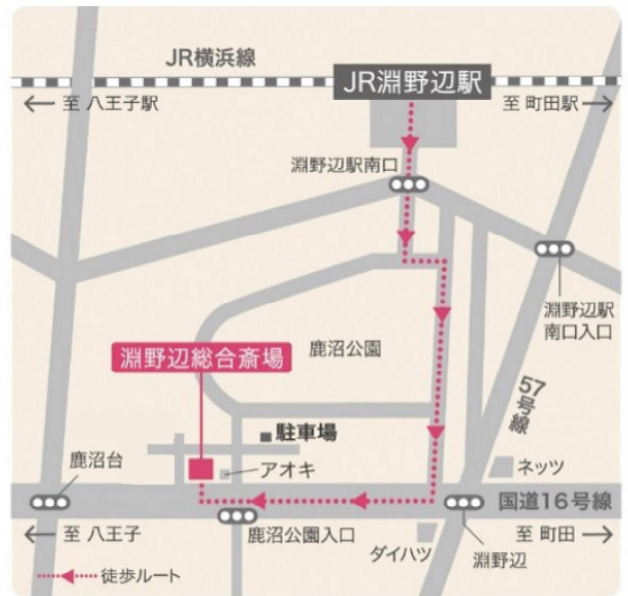 JR横浜線
JR淵野辺駅
← 至 八王子駅
至 町田駅 →
淵野辺駅南口
淵野辺駅
南口入口
鹿沼公園
淵野辺総合斎場
57号線
駐車場
鹿沼台
アオキ
ネッツ
国道16号線
← 至 八王子
鹿沼公園入口
至 町田 →
ダイハツ
淵野辺
徒歩ルート